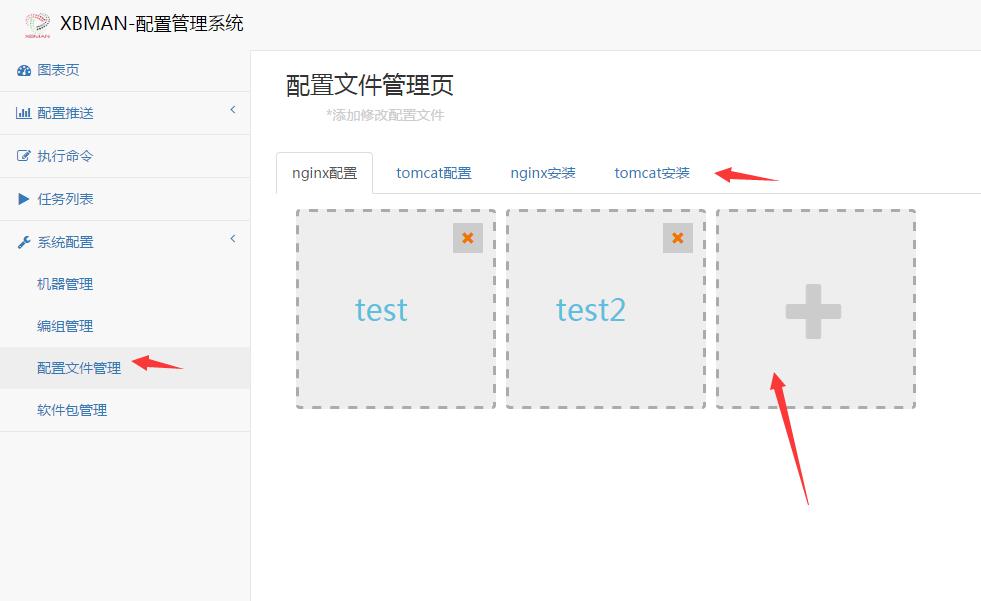 XBMAN
XBMAN-配置管理系统
图表页
配置推送
执行命令
任务列表
系统配置
机器管理
编组管理
配置文件管理
软件包管理
配置文件管理页
*添加修改配置文件
nginx配置 tomcat配置 nginx安装 tomcat安装
test test2